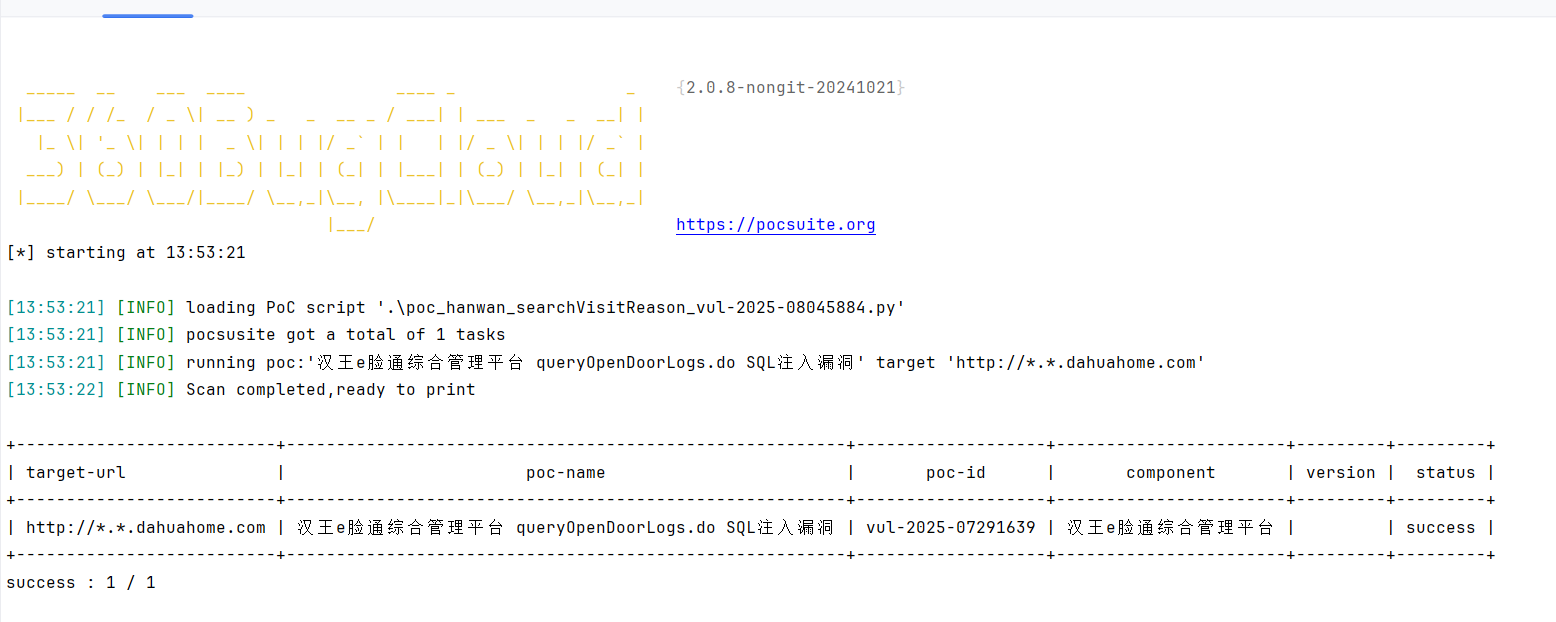 {2.0.8-nongit-20241021}
360BugCloud
https://pocsuite.org
[*] starting at 13:53:21
[13:53:21] [INFO] loading PoC script '.\poc_hanwan_searchVisitReason_vul-2025-08045884.py'
[13:53:21] [INFO] pocsusite got a total of 1 tasks
[13:53:21] [INFO] running poc:'汉王e脸通综合管理平台 queryOpenDoorLogs.do SQL注入漏洞' target 'http://*.*.dahuahome.com'
[13:53:22] [INFO] Scan completed,ready to print
| target-url | poc-name | poc-id | component | version | status |
| http://*.*.dahuahome.com | 汉王e脸通综合管理平台 queryOpenDoorLogs.do SQL注入漏洞 | vul-2025-07291639 | 汉王e脸通综合管理平台 | | success |
success : 1 / 1